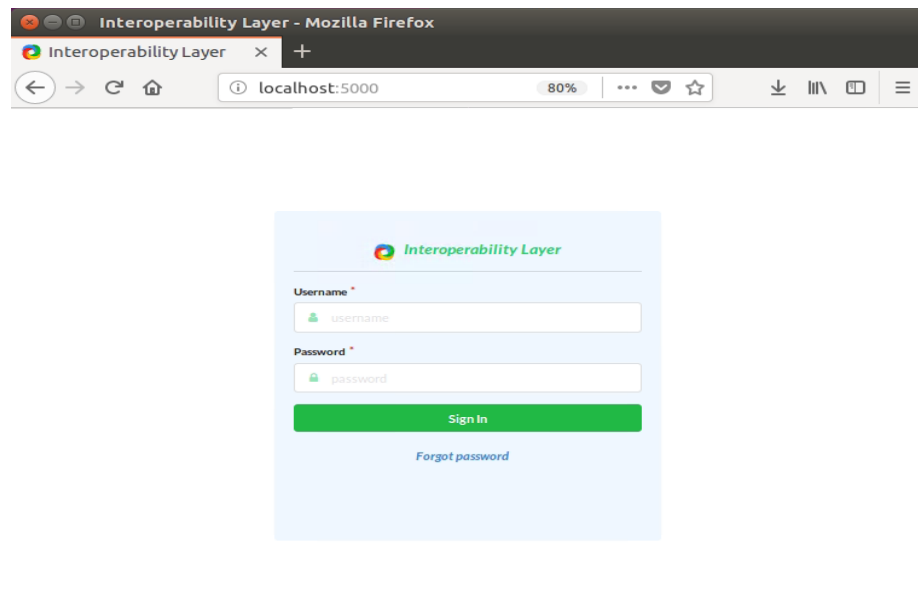 Interoperability Layer - Mozilla Firefox
Interoperability Layer
localhost:5000
80%
Interoperability Layer
Username *
username
Password *
password
Sign In
Forgot password